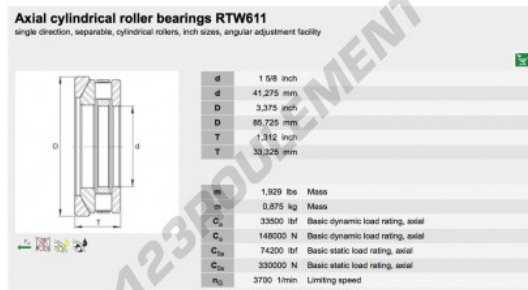 Axial cylindrical roller bearings RTW611
single direction, separable, cylindrical rollers, inch sizes, angular adjustment facility
D
d
T
d 1 5/8 inch
d 41,275 mm
D 3,375 inch
D 85,725 mm
T 1,312 inch
T 33,325 mm
m 1,929 lbs Mass
m 0,875 kg Mass
Ca 33500 lbf Basic dynamic load rating, axial
Ca 148000 N Basic dynamic load rating, axial
C0a 74200 lbf Basic static load rating, axial
C0a 330000 N Basic static load rating, axial
nG 3700 1/min Limiting speed
123ROULEMENT